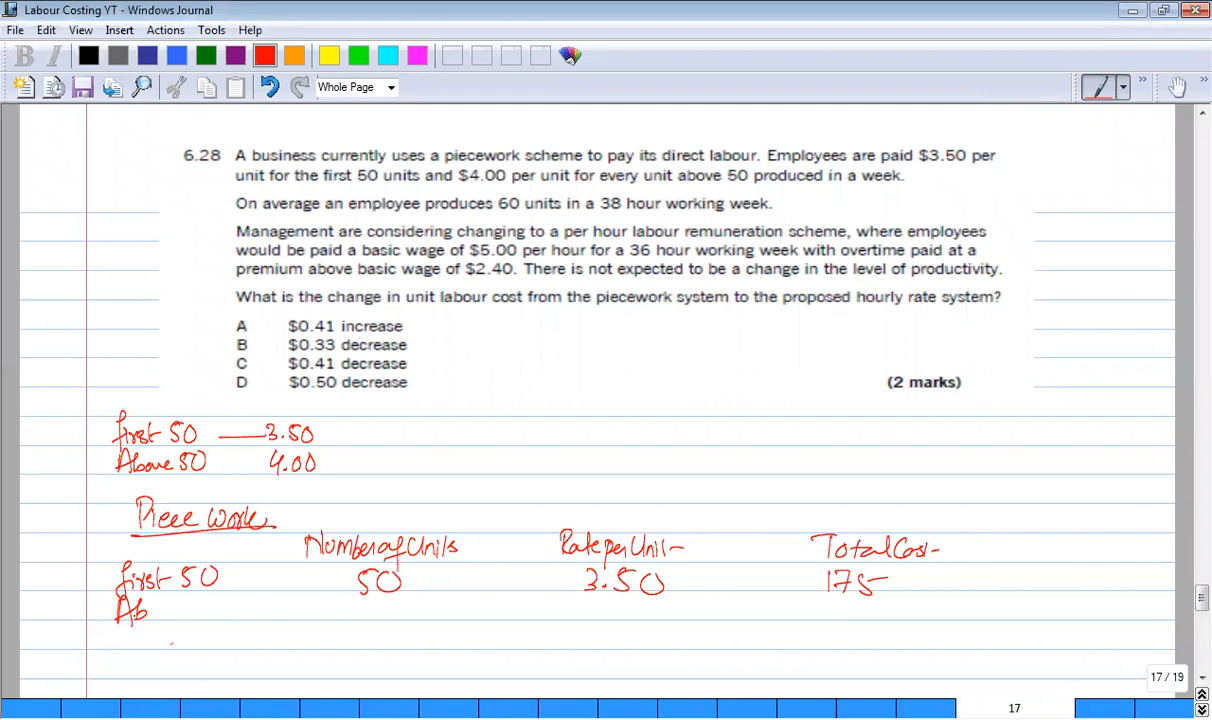 Labour Costing YT - Windows Journal
File Edit View Insert Actions Tools Help
B I
Whole Page
6.28 A business currently uses a piecework scheme to pay its direct labour. Employees are paid $3.50 per
unit for the first 50 units and $4.00 per unit for every unit above 50 produced in a week.
On average an employee produces 60 units in a 38 hour working week.
Management are considering changing to a per hour labour remuneration scheme, where employees
would be paid a basic wage of $5.00 per hour for a 36 hour working week with overtime paid at a
premium above basic wage of $2.40. There is not expected to be a change in the level of productivity.
What is the change in unit labour cost from the piecework system to the proposed hourly rate system?
A $0.41 increase
B $0.33 decrease
C $0.41 decrease
D $0.50 decrease (2 marks)
first 50 — 3.50
Above 50 4.00
Piece Work
Number of Units Rate per Unit Total Cost
first 50 50 3.50 175
Ab
17 / 19
17